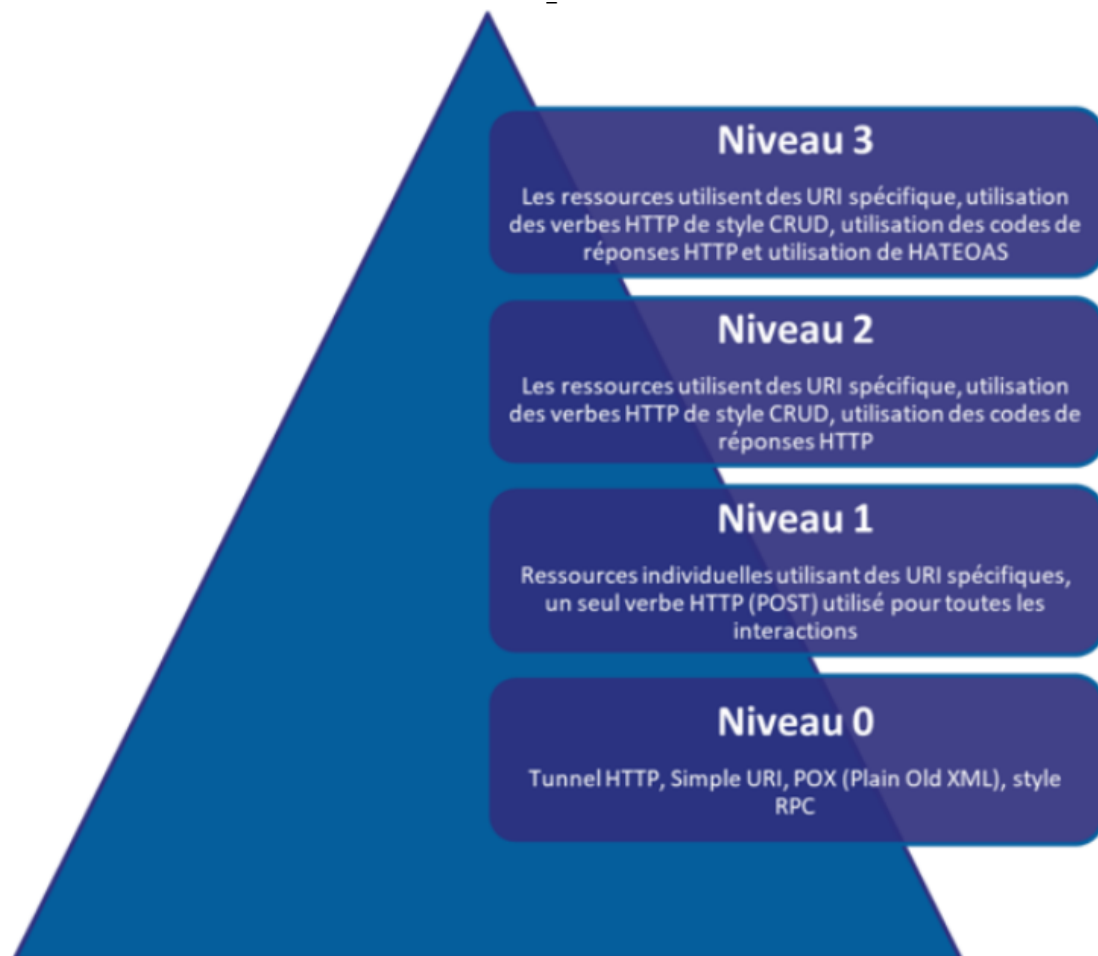 Niveau 3
Les ressources utilisent des URI spécifique, utilisation
des verbes HTTP de style CRUD, utilisation des codes de
réponses HTTP et utilisation de HATEOAS
Niveau 2
Les ressources utilisent des URI spécifique, utilisation
des verbes HTTP de style CRUD, utilisation des codes de
réponses HTTP
Niveau 1
Ressources individuelles utilisant des URI spécifiques,
un seul verbe HTTP (POST) utilisé pour toutes les
interactions
Niveau 0
Tunnel HTTP, Simple URI, POX (Plain Old XML), style
RPC